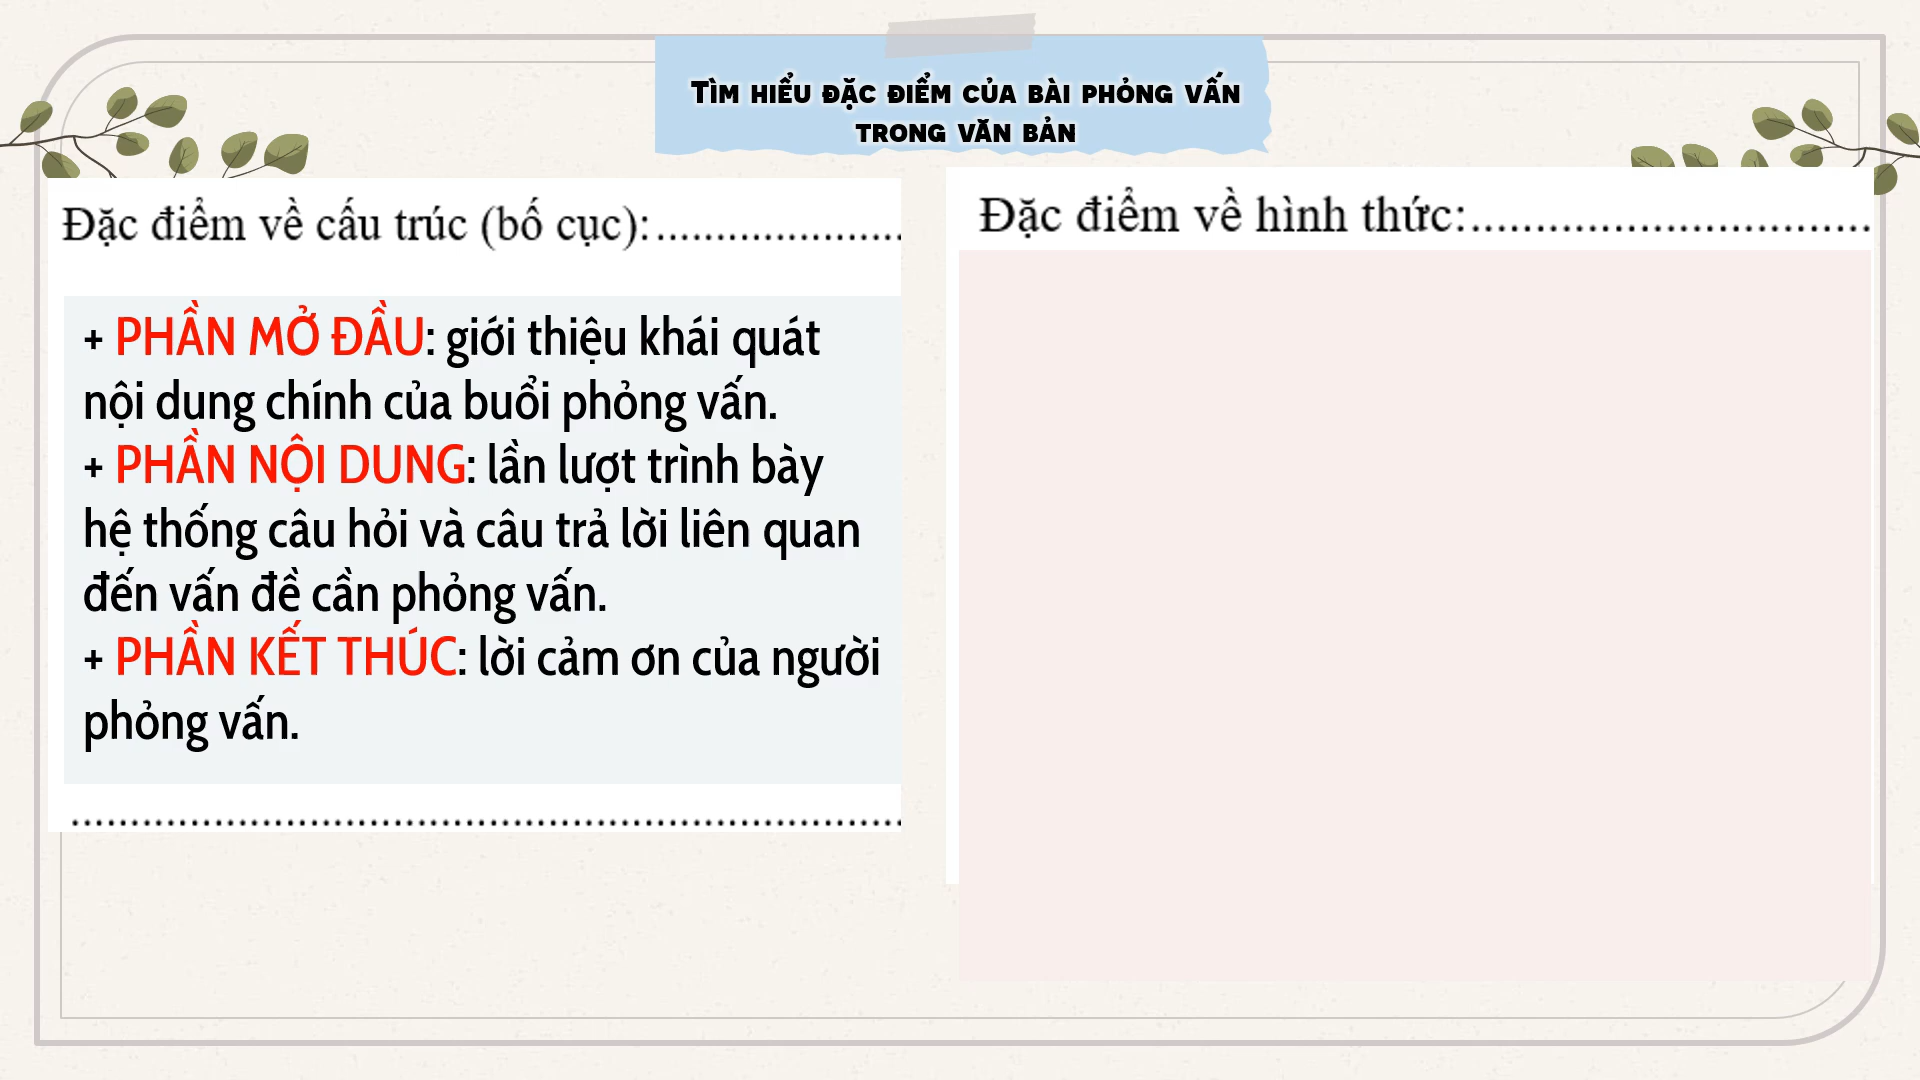 Tìm hiểu đặc điểm của bài phỏng vấn
trong văn bản
Đặc điểm về cấu trúc (bố cục):.....................
+ PHẦN MỞ ĐẦU: giới thiệu khái quát
nội dung chính của buổi phỏng vấn.
+ PHẦN NỘI DUNG: lần lượt trình bày
hệ thống câu hỏi và câu trả lời liên quan
đến vấn đề cần phỏng vấn.
+ PHẦN KẾT THÚC: lời cảm ơn của người
phỏng vấn.
......................................................................
Đặc điểm về hình thức:..............................